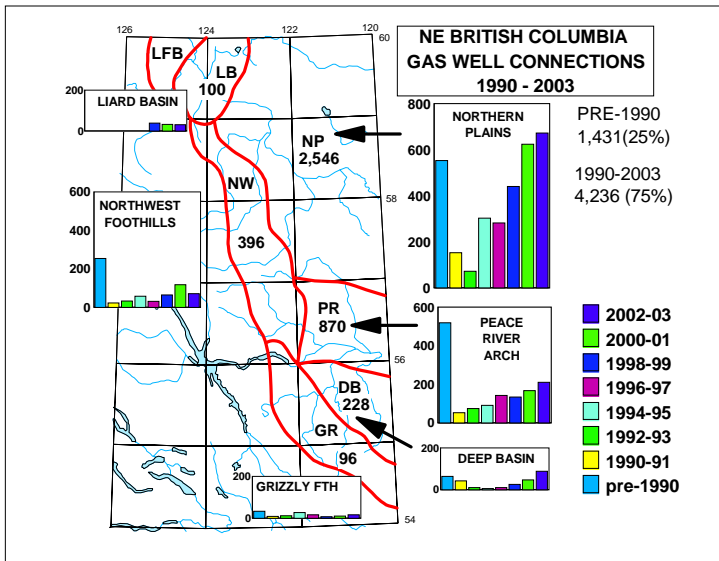 126
124
122
120
60
NE BRITISH COLUMBIA
GAS WELL CONNECTIONS
1990 - 2003
LFB
LB
100
200
LIARD BASIN
0
NP
2,546
800
NORTHERN
PLAINS
600
400
200
0
PRE-1990
1,431(25%)
1990-2003
4,236 (75%)
NW
58
600
NORTHWEST
FOOTHILLS
400
200
0
396
PR
870
600
PEACE
RIVER
ARCH
400
200
0
2002-03
2000-01
1998-99
1996-97
1994-95
1992-93
1990-91
pre-1990
56
DB
228
GR
96
200
DEEP BASIN
0
200
GRIZZLY FTH
0
54